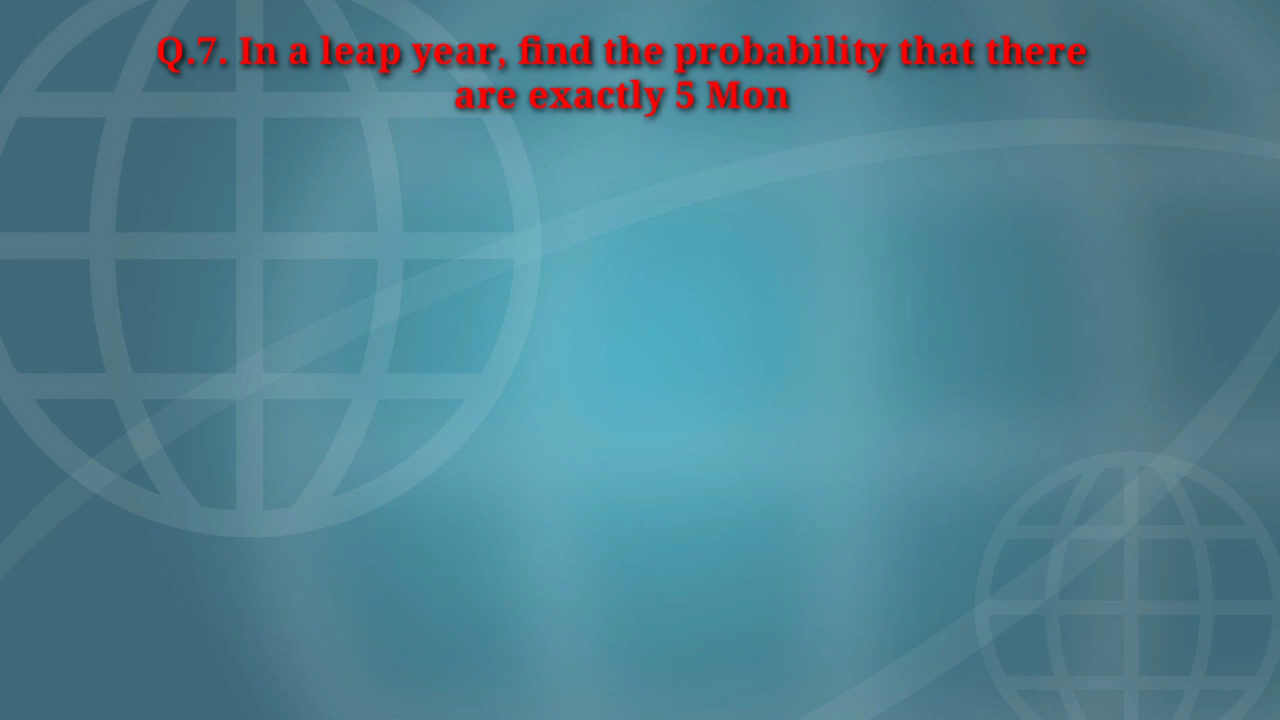 Q.7. In a leap year, find the probability that there
are exactly 5 Mon